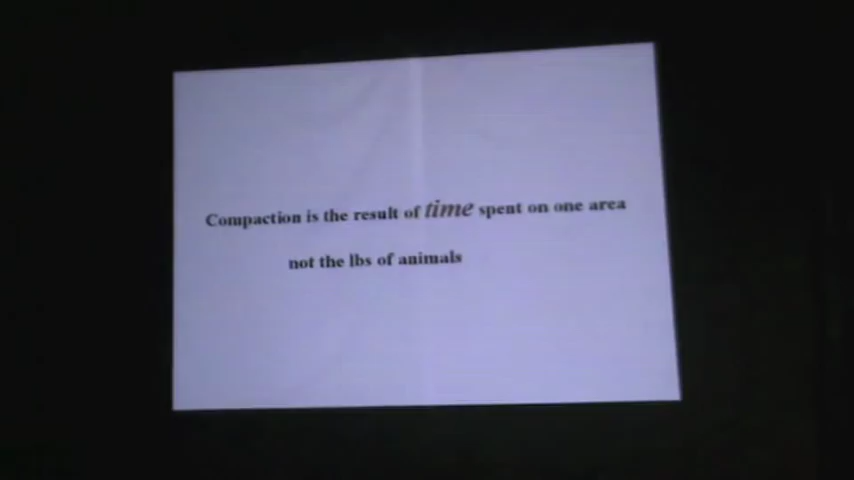 Compaction is the result of time spent on one area
not the lbs of animals